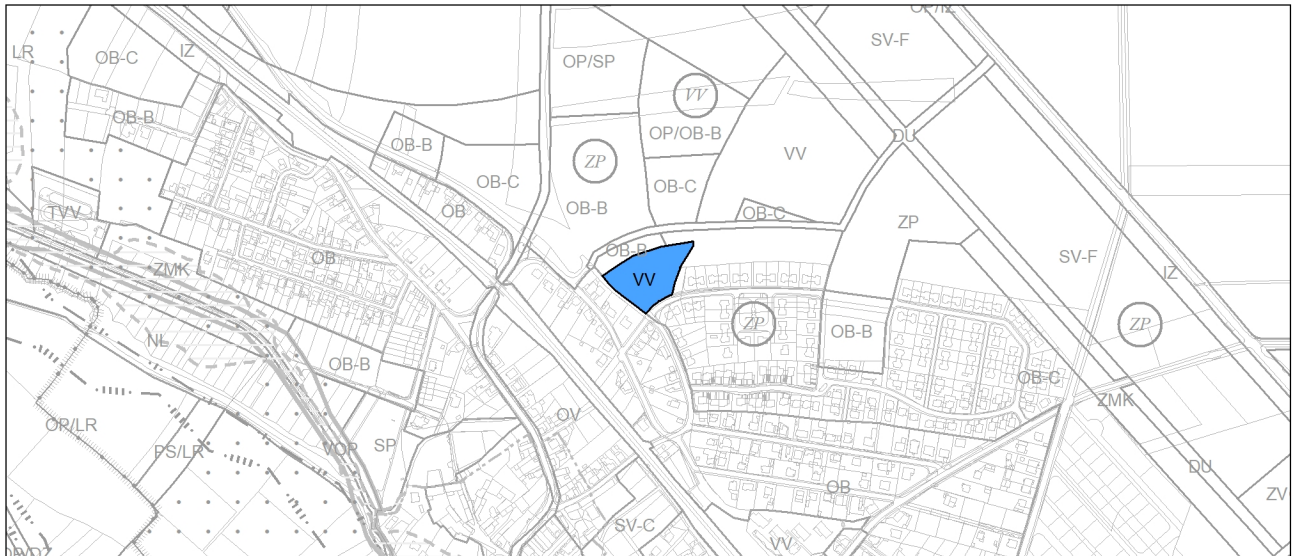 OP/IZ
LR
OB-C
IZ
SV-F
OP/SP
VV
OB-B
OP/OB-B
DU
OB-B
VV
ZP
OB-C
OB-C
TVV
OB
OB-B
OB-C
ZP
OB-B
OB
ZMK
VV
SV-F
IZ
ZP
ZP
NL
OB-B
OB-B
OB-C
ZMK
OV
OP/LR
PS/LR
VOP
SP
DU
OB
ZV
SV-C
VV